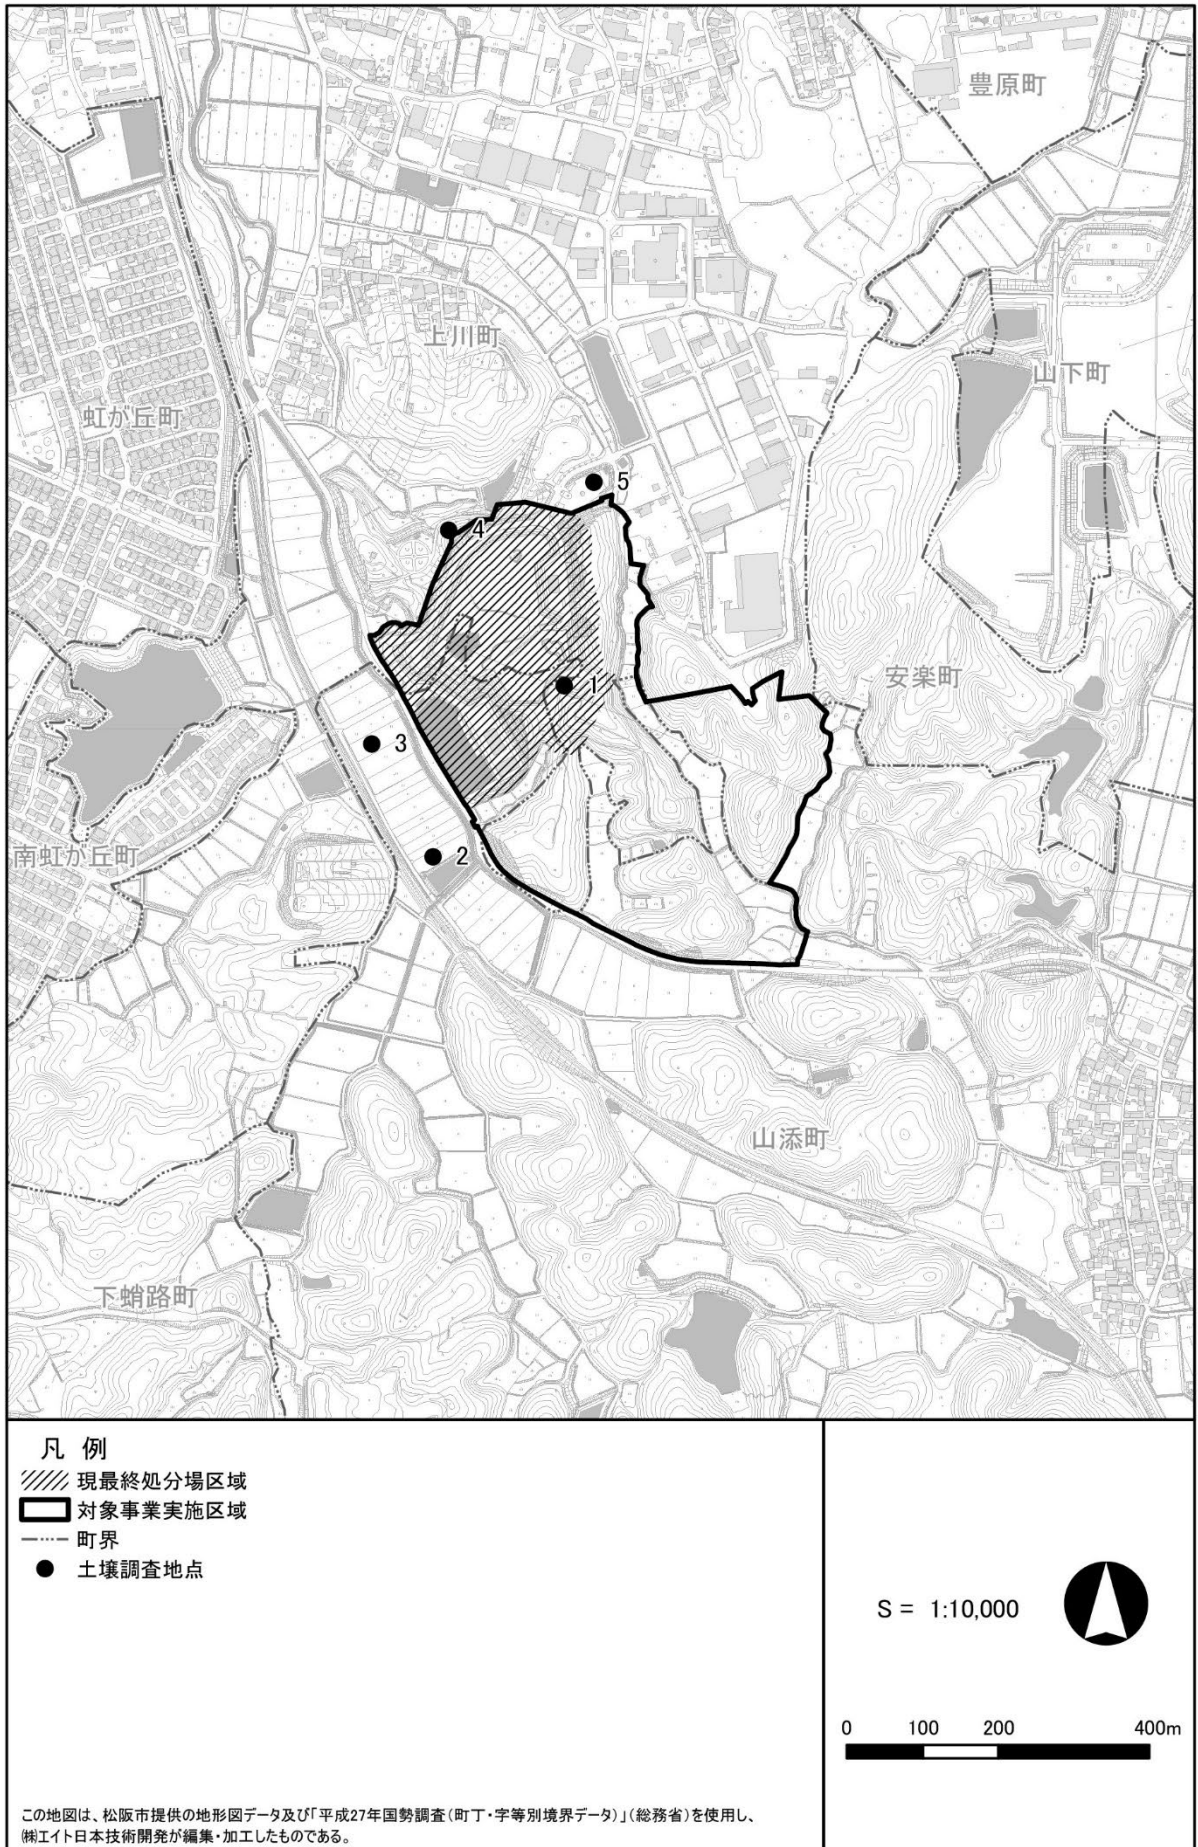 豊原町
上川町
山下町
虹が丘町
5
4
安楽町
1
3
南虹が丘町
2
山添町
下蛸路町
凡 例
現最終処分場区域
対象事業実施区域
町界
土壌調査地点
S = 1:10,000
0 100 200 400m
この地図は、松阪市提供の地形図データ及び「平成27年国勢調査(町丁・字等別境界データ)」(総務省)を使用し、
㈱エイト日本技術開発が編集・加工したものである。